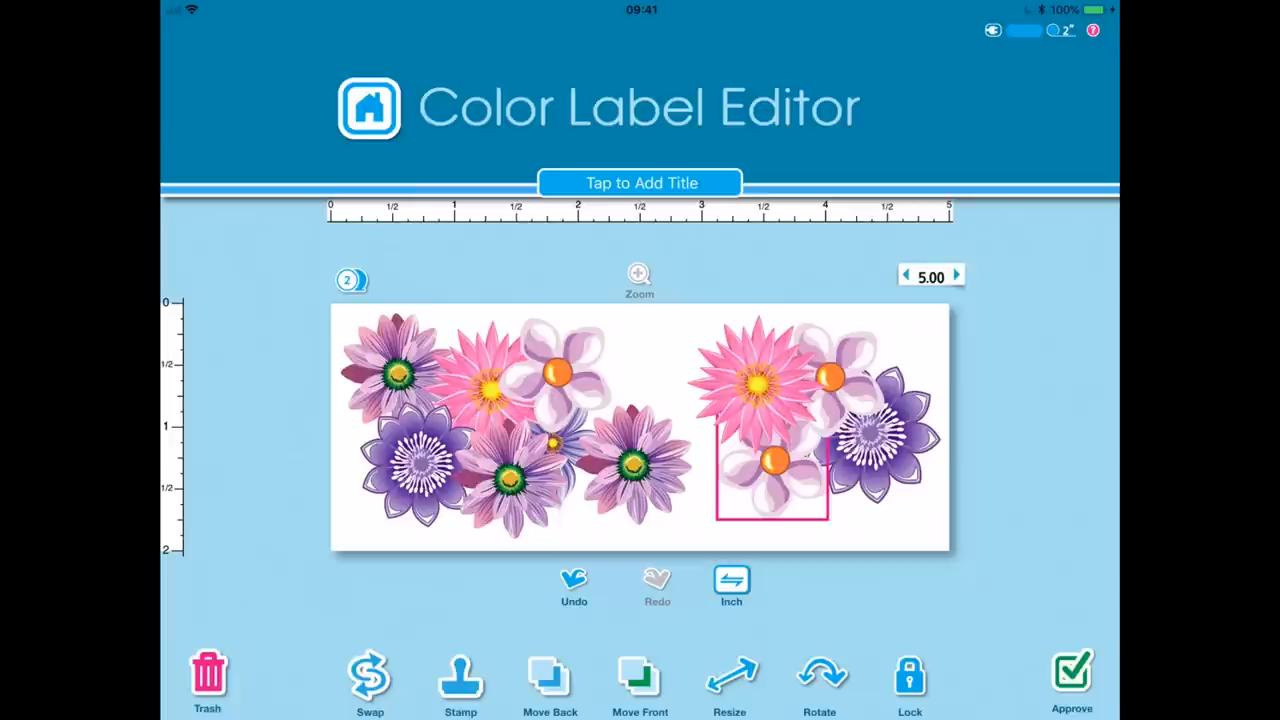 09:41
100%
2"
?
Color Label Editor
Tap to Add Title
0 1/2 1 1/2 2 1/2 3 1/2 4 1/2 5
2
Zoom
5.00
0
1/2
1
1/2
2
Undo Redo Inch
Trash Swap Stamp Move Back Move Front Resize Rotate Lock Approve